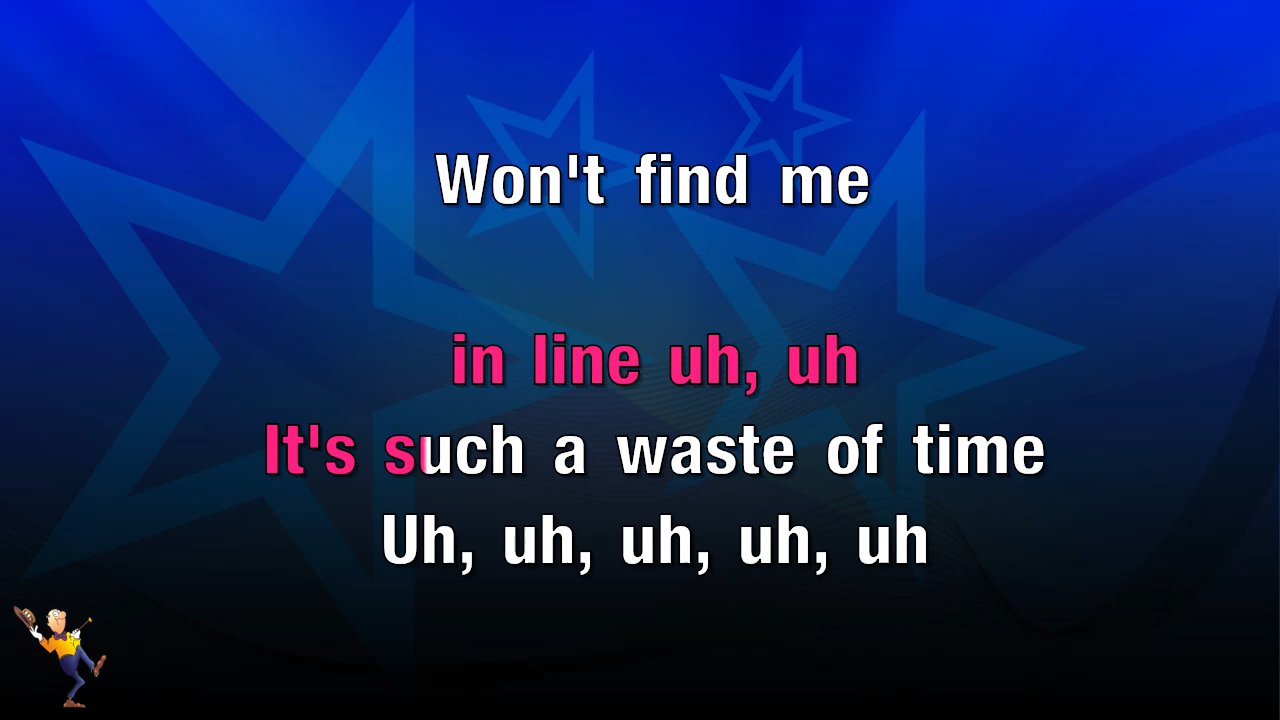 Won't find me
in line uh, uh
It's such a waste of time
Uh, uh, uh, uh, uh